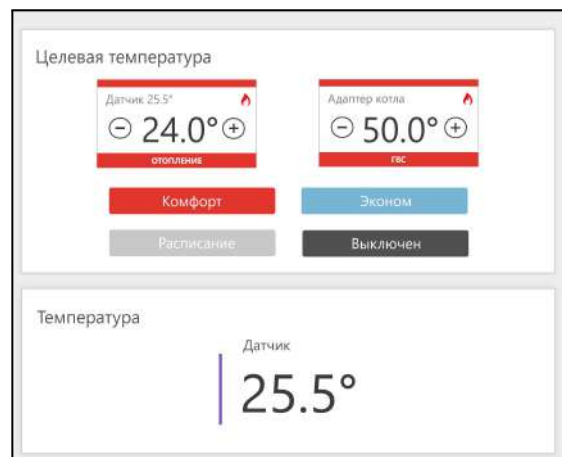 Целевая температура
Датчик 25.5°
24.0°
отопление
Адаптер котла
50.0°
гвс
Комфорт
Эконом
Расписание
Выключен
Температура
Датчик
25.5°